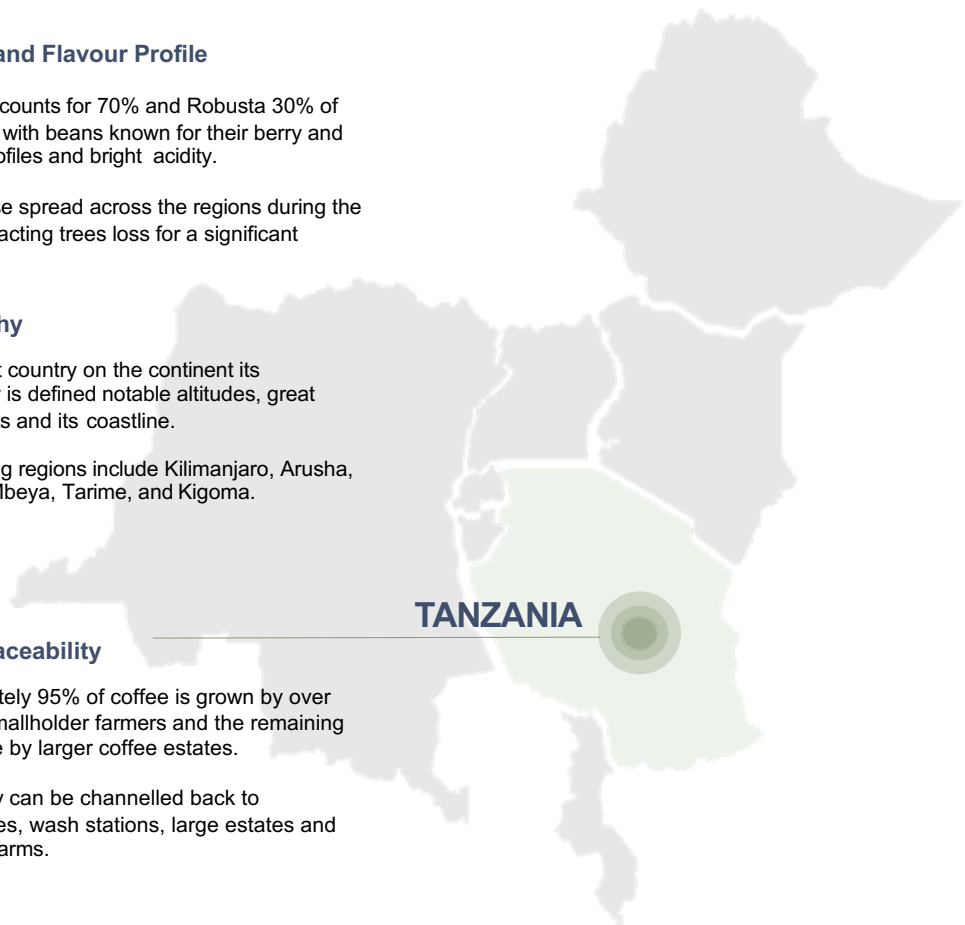 and Flavour Profile
counts for 70% and Robusta 30% of
with beans known for their berry and
ofiles and bright acidity.
se spread across the regions during the
acting trees loss for a significant
hy
t country on the continent its
is defined notable altitudes, great
s and its coastline.
g regions include Kilimanjaro, Arusha,
Mbeya, Tarime, and Kigoma.
TANZANIA
aceability
tely 95% of coffee is grown by over
mallholder farmers and the remaining
e by larger coffee estates.
y can be channelled back to
es, wash stations, large estates and
arms.